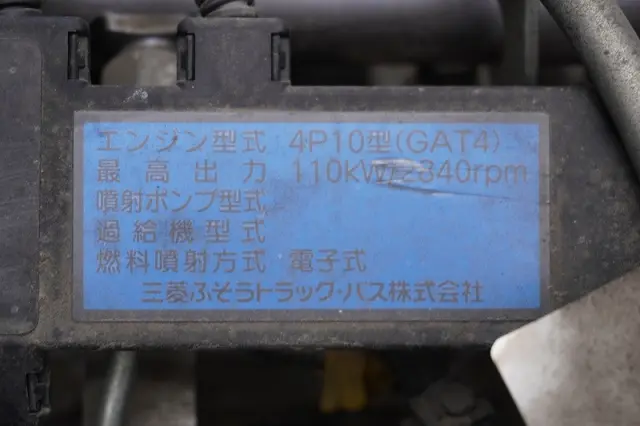 エンジン型式 4P10型(GAT4)
最高出力 110kW/2840rpm
噴射ポンプ型式
過給機型式
燃料噴射方式 電子式
三菱ふそうトラック・バス株式会社